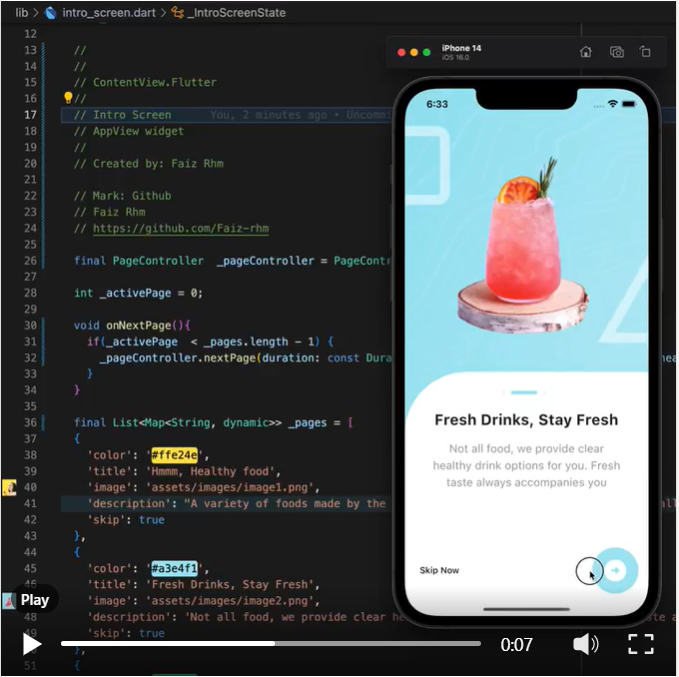 lib > intro_screen.dart > _IntroScreenState
12
13 //
14 //
15 // ContentView.Flutter
16 //
17 // Intro Screen You, 2 minutes ago • Uncommi
18 // AppView widget
19 //
20 // Created by: Faiz Rhm
21
22 // Mark: Github
23 // Faiz Rhm
24 // https://github.com/Faiz-rhm
25
26 final PageController _pageController = PageContr
27
28 int _activePage = 0;
29
30 void onNextPage(){
31 if(_activePage < _pages.length - 1) {
32 _pageController.nextPage(duration: const Dura
33 }
34 }
35
36 final List<Map<String, dynamic>> _pages = [
37 {
38 'color': '#ffe24e',
39 'title': 'Hmmm, Healthy food',
40 'image': 'assets/images/image1.png',
41 'description': "A variety of foods made by the
42 'skip': true
43 },
44 {
45 'color': '#a3e4f1',
46 'title': 'Fresh Drinks, Stay Fresh',
'image': 'assets/images/image2.png',
48 'description': 'Not all food, we provide clear he
49 'skip': true
},
51 {
iPhone 14
iOS 16.0
6:33
Fresh Drinks, Stay Fresh
Not all food, we provide clear
healthy drink options for you. Fresh
taste always accompanies you
Skip Now
Play
0:07